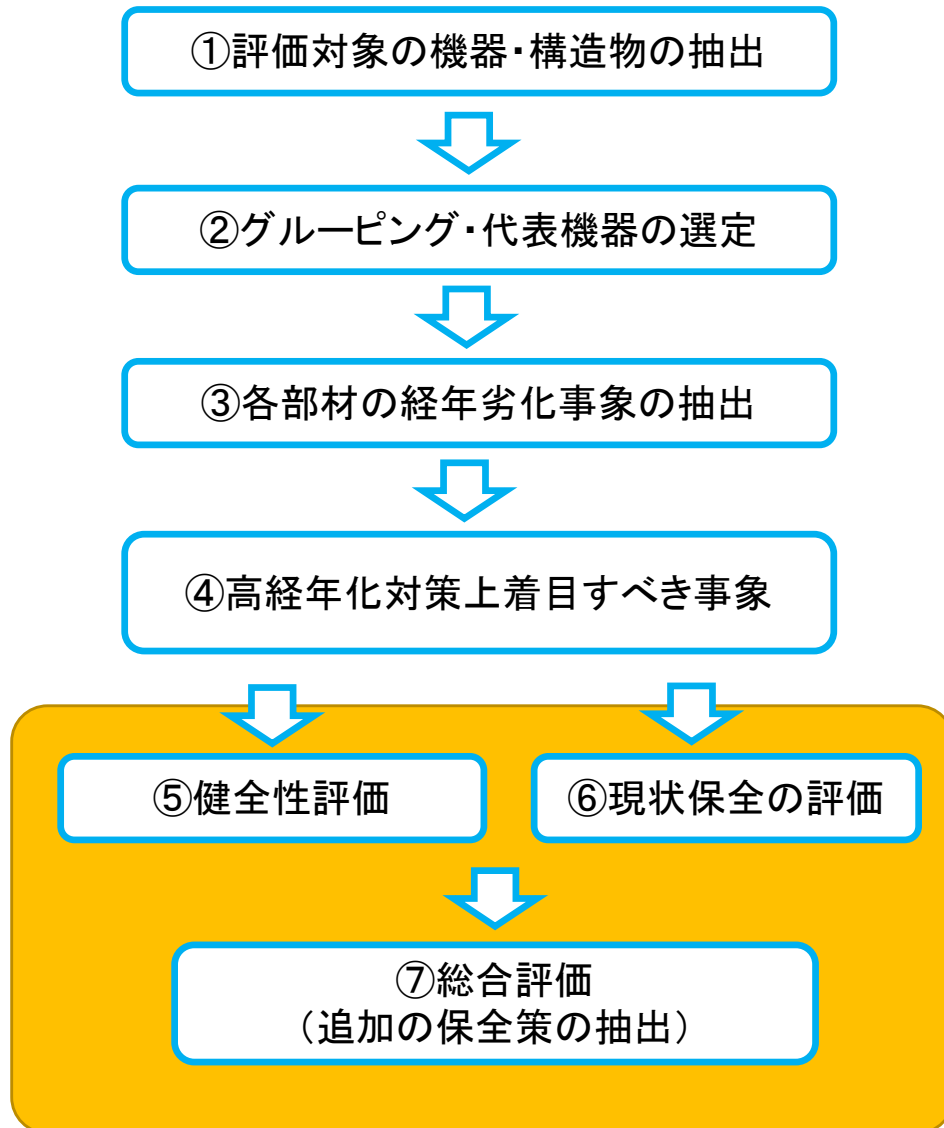 ①評価対象の機器・構造物の抽出
②グルーピング・代表機器の選定
③各部材の経年劣化事象の抽出
④高経年化対策上着目すべき事象
⑤健全性評価
⑥現状保全の評価
⑦総合評価
（追加の保全策の抽出）